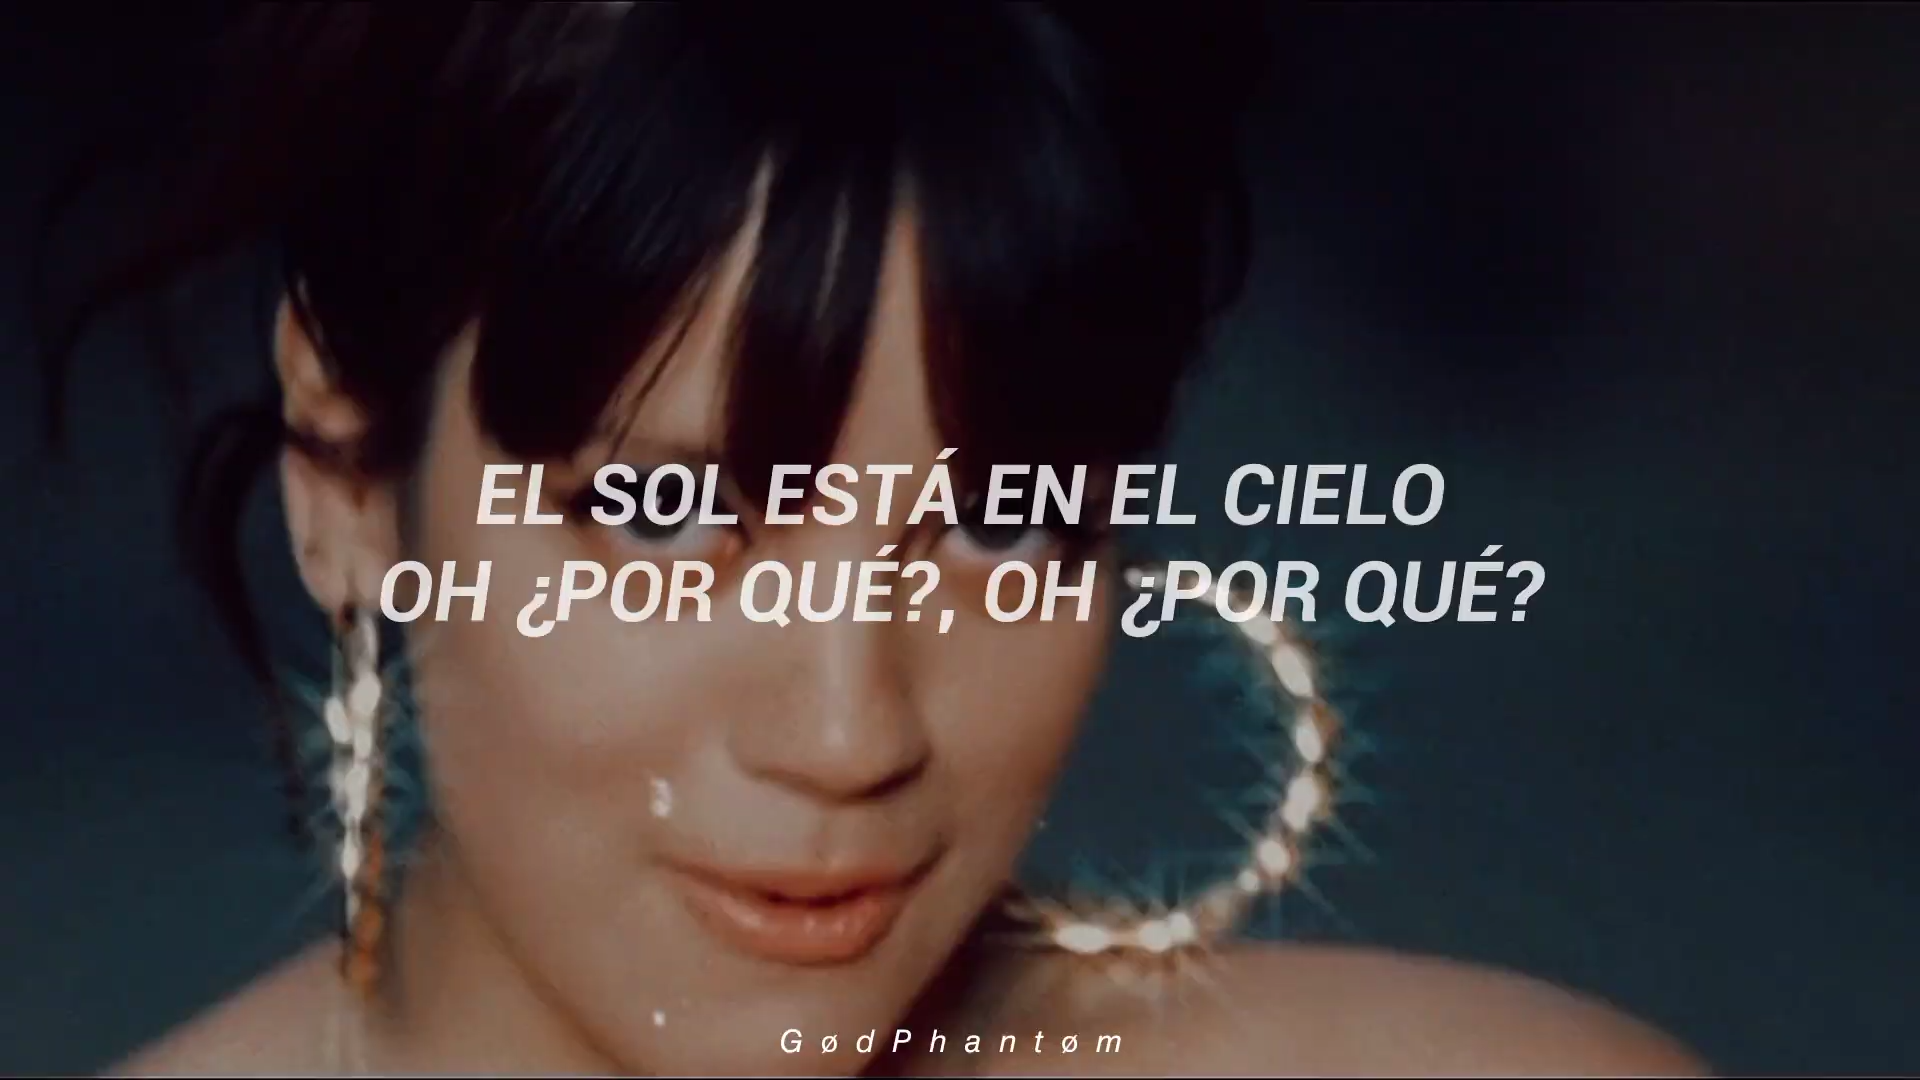 EL SOL ESTÁ EN EL CIELO
OH ¿POR QUÉ?, OH ¿POR QUÉ?
GødPhantøm